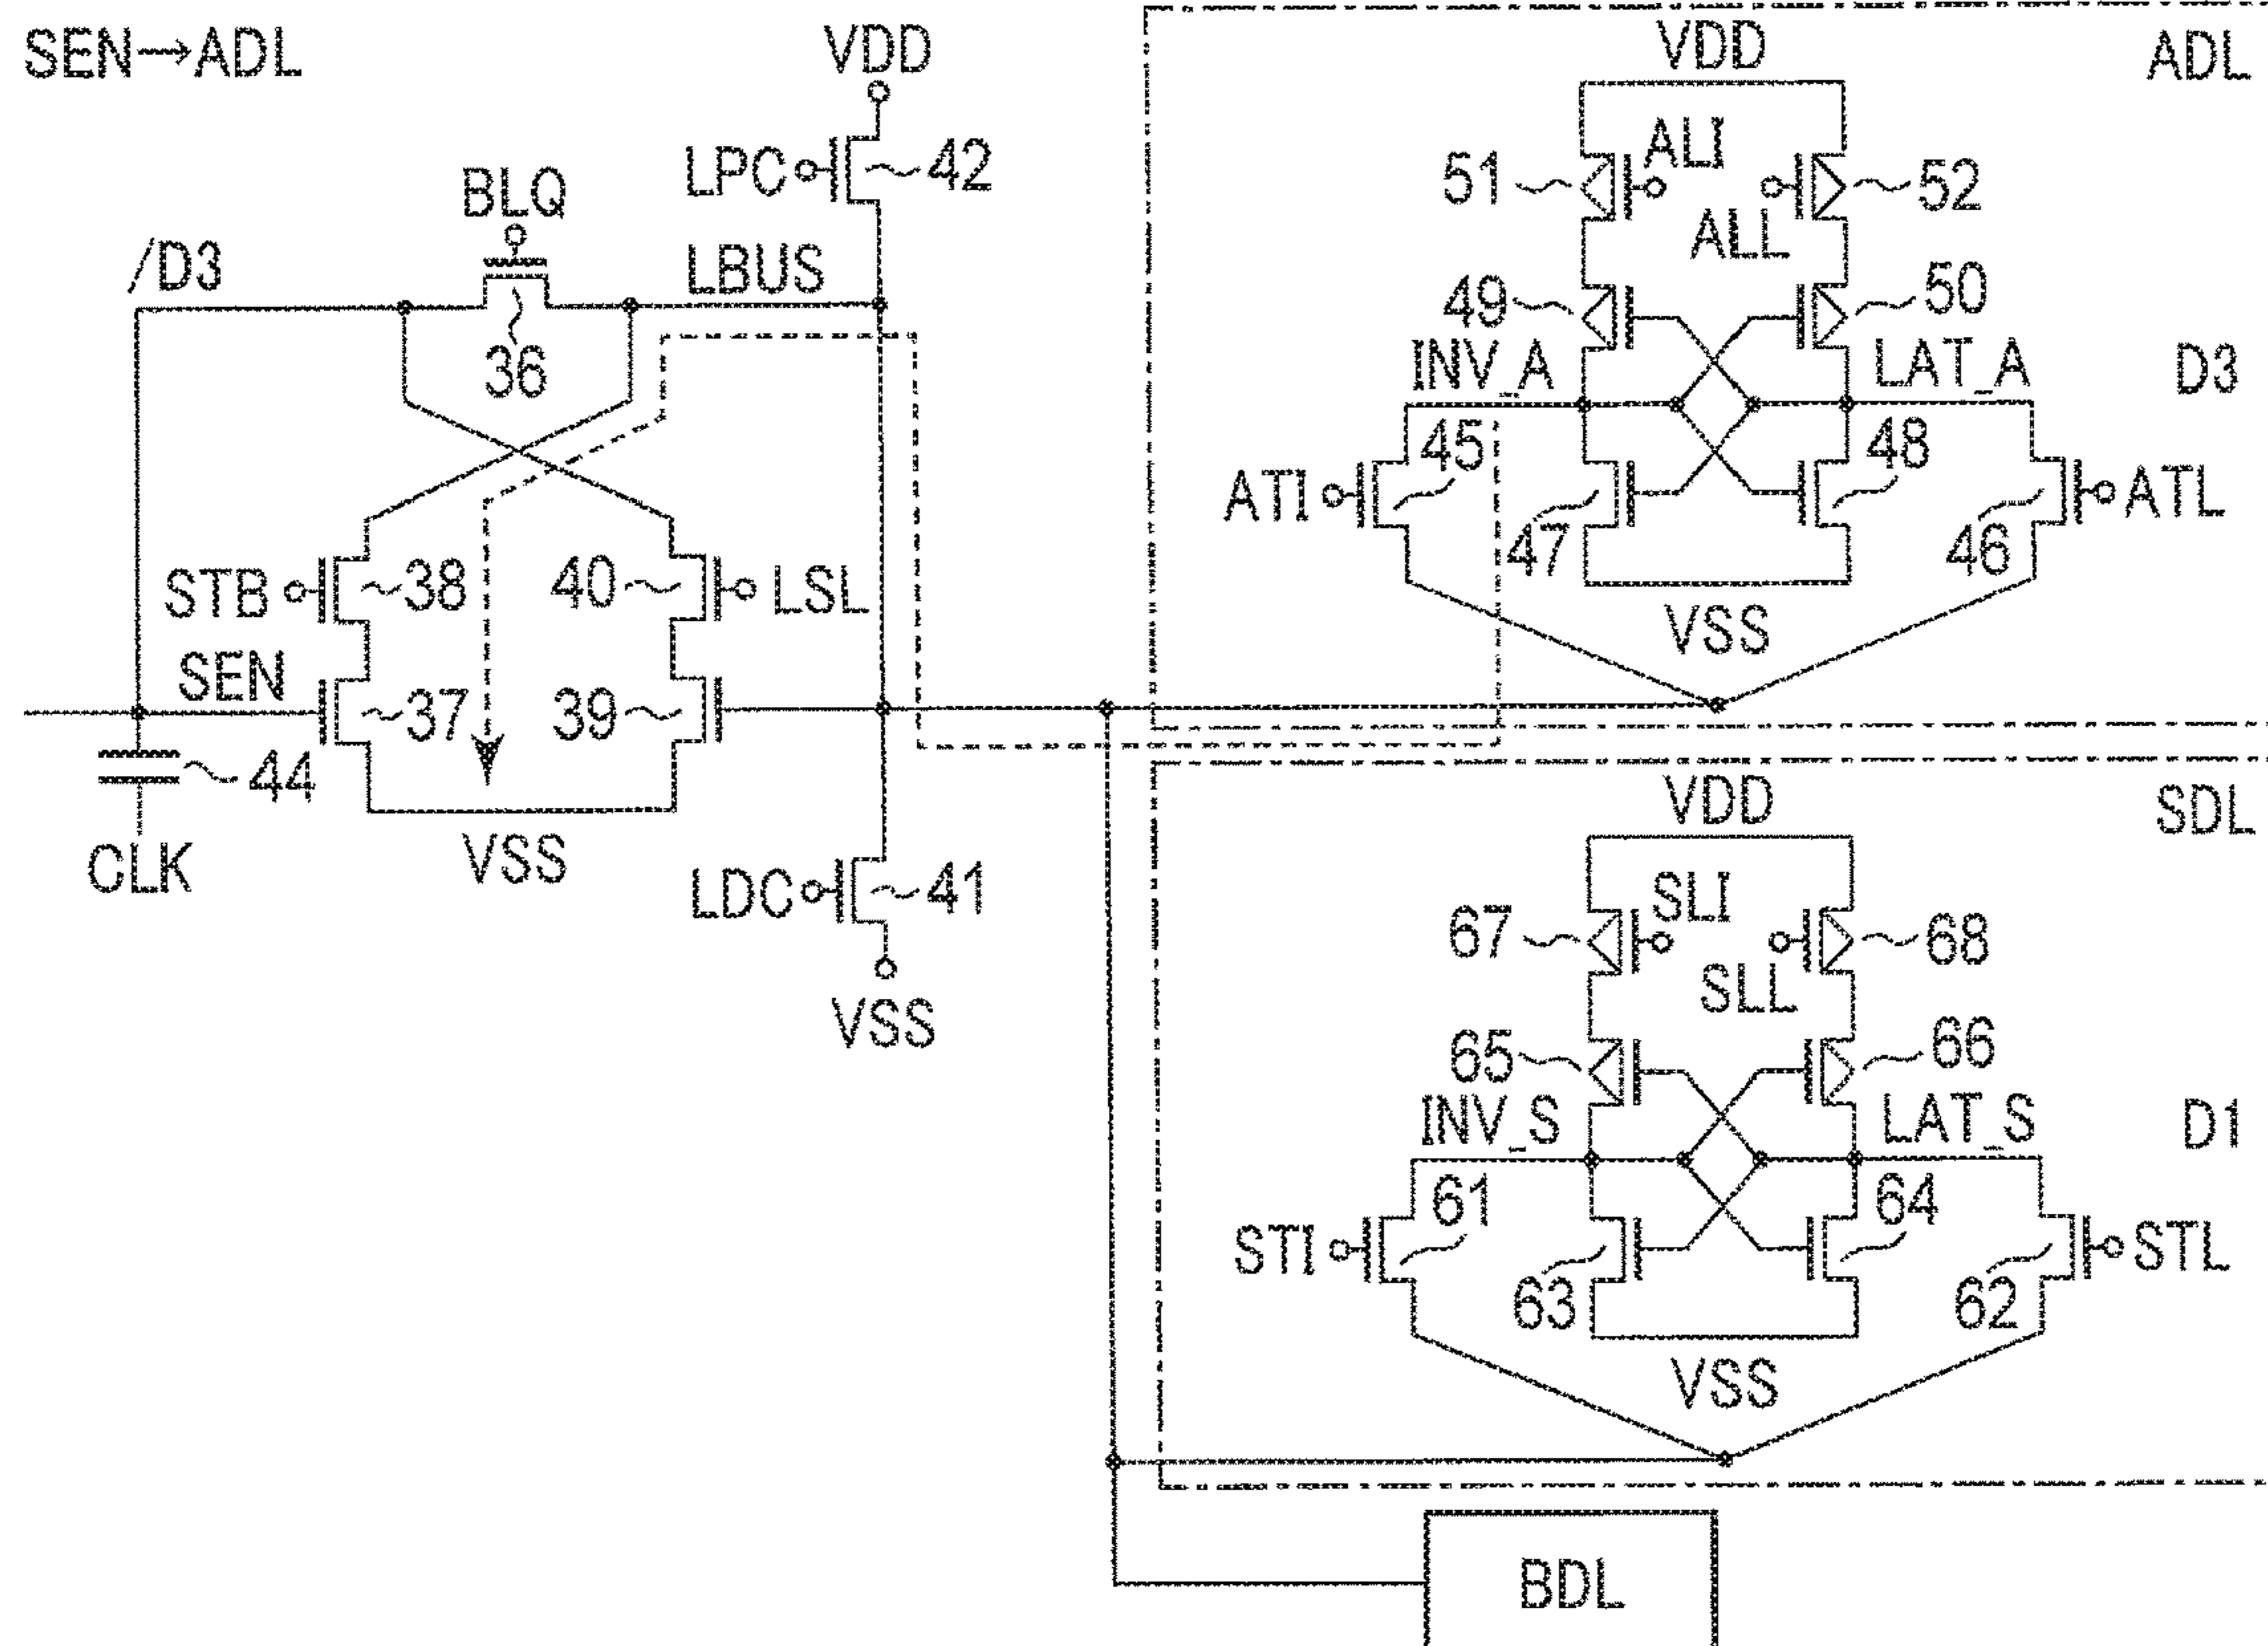 SEN→ADL
VDD
LPC
42
BLQ
/D3
LBUS
36
STB
38
40
LSL
SEN
37
39
44
CLK
VSS
LDC
41
VSS
ADL
VDD
ALI
51
52
ALL
49
50
INV_A
LAT_A
D3
45
48
ATI
ATL
47
46
VSS
SDL
VDD
SLI
67
68
SLL
65
66
INV_S
LAT_S
D1
61
64
STI
STL
63
62
VSS
BDL